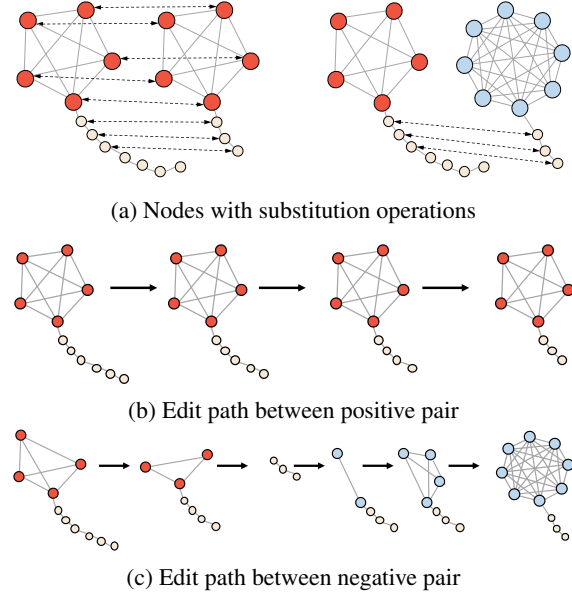 (a) Nodes with substitution operations
(b) Edit path between positive pair
(c) Edit path between negative pair